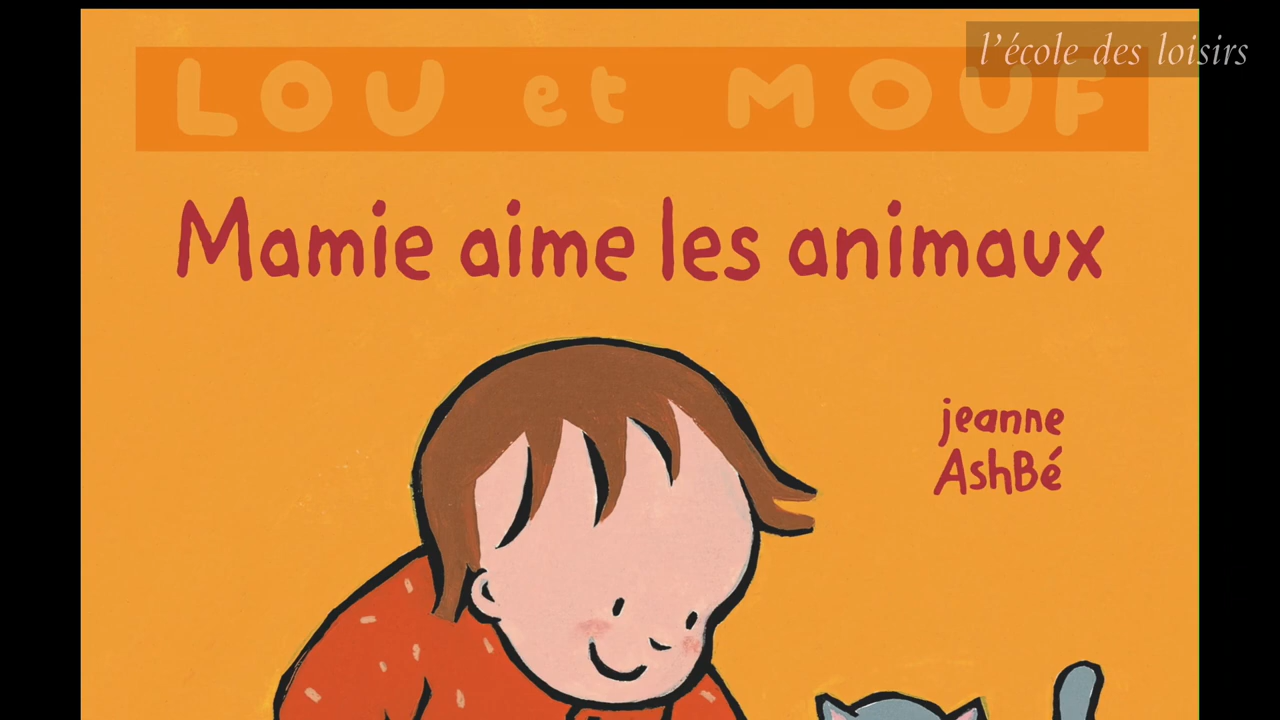 l'école des loisirs
LOU et MOUF
Mamie aime les animaux
jeanne
AshBé